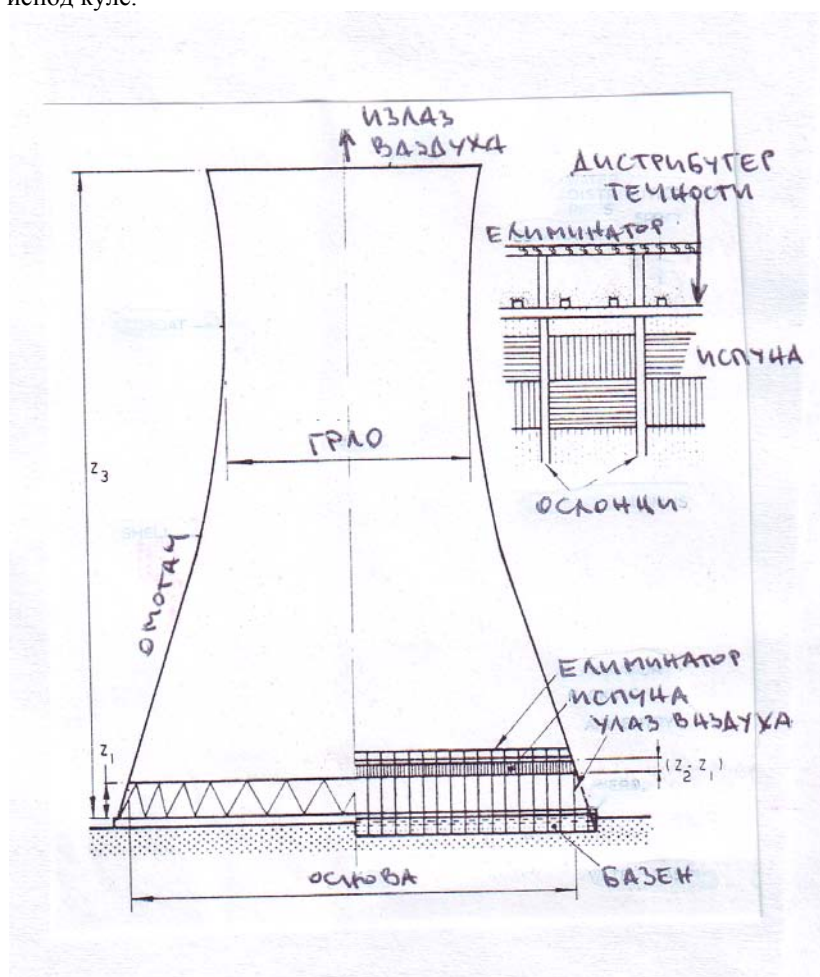 испод куле.
ИЗЛАЗ
ВАЗДУХА
ДИСТРИБУТЕР
ТЕЧНОСТИ
ЕЛИМИНАТОР
ИСПУНА
ГРЛО
Z3
ОСЛОНЦИ
ОМОТАЧ
ЕЛИМИНАТОР
ИСПУНА
УЛАЗ ВАЗДУХА
Z1
(Z2-Z1)
ОСНОВА
БАЗЕН